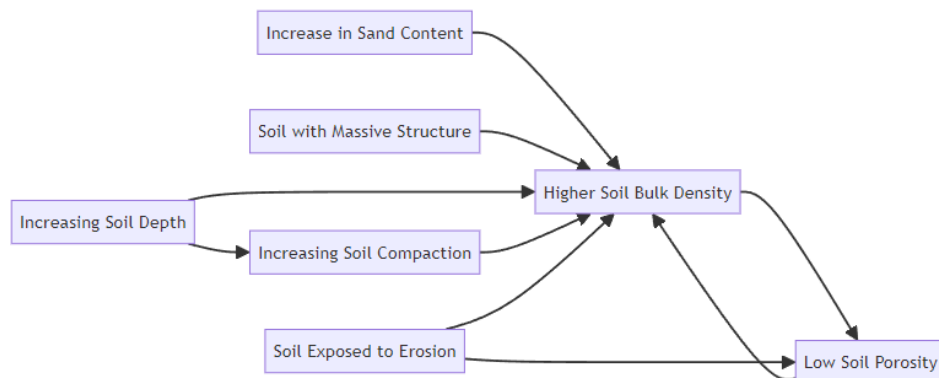 Increase in Sand Content
Soil with Massive Structure
Higher Soil Bulk Density
Increasing Soil Depth
Increasing Soil Compaction
Soil Exposed to Erosion
Low Soil Porosity